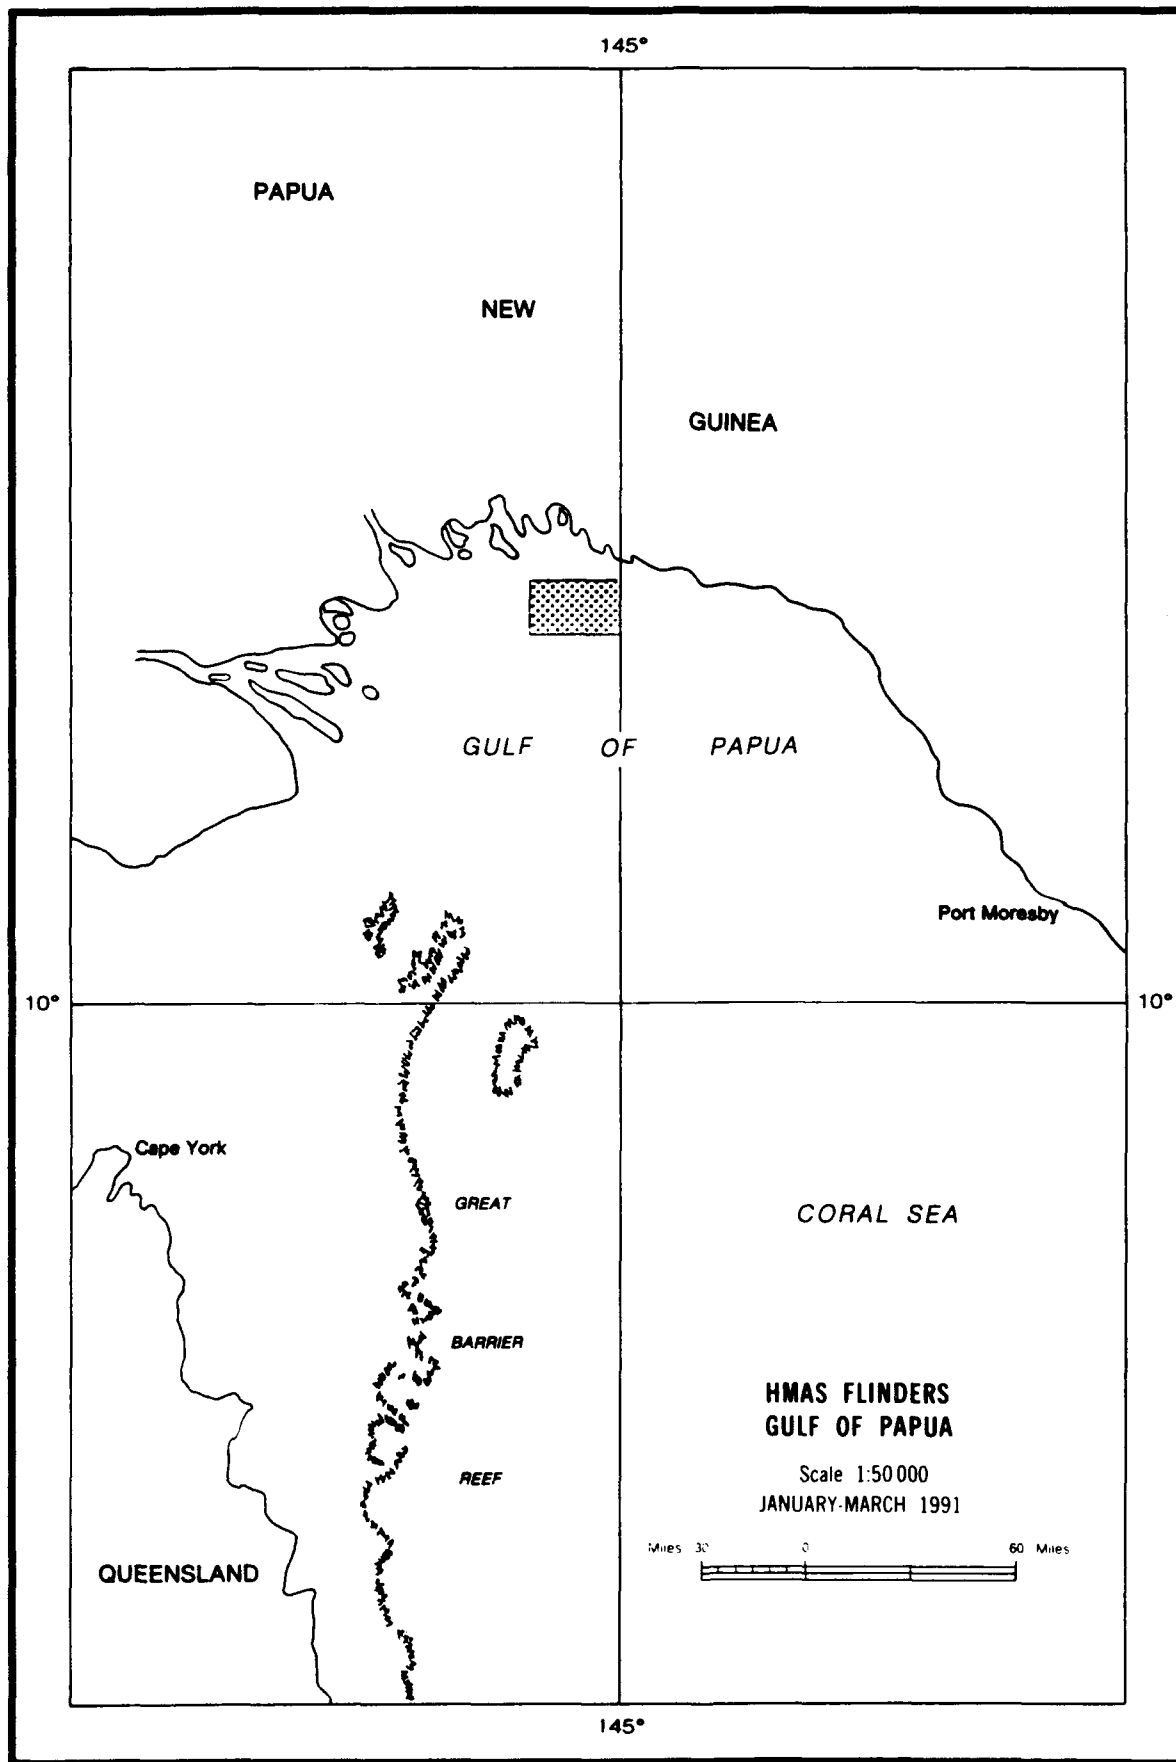 145°
PAPUA
NEW
GUINEA
GULF OF PAPUA
Port Moresby
10° 10°
Cape York
GREAT
CORAL SEA
BARRIER
HMAS FLINDERS
GULF OF PAPUA
REEF
Scale 1:50 000
JANUARY-MARCH 1991
Miles 30 0 60 Miles
QUEENSLAND
145°